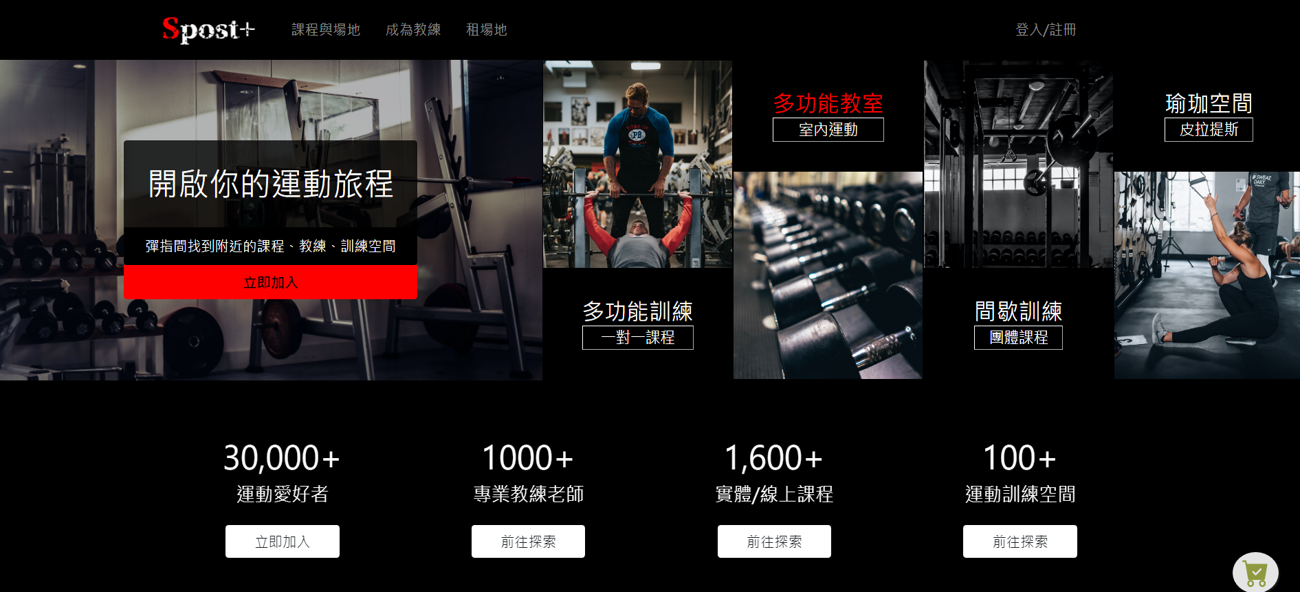 Spost+
課程與場地
成為教練
租場地
登入/註冊
開啟你的運動旅程
彈指間找到附近的課程、教練、訓練空間
立即加入
多功能訓練
一對一課程
多功能教室
室內運動
間歇訓練
團體課程
瑜珈空間
皮拉提斯
30,000+
運動愛好者
立即加入
1000+
專業教練老師
前往探索
1,600+
實體/線上課程
前往探索
100+
運動訓練空間
前往探索